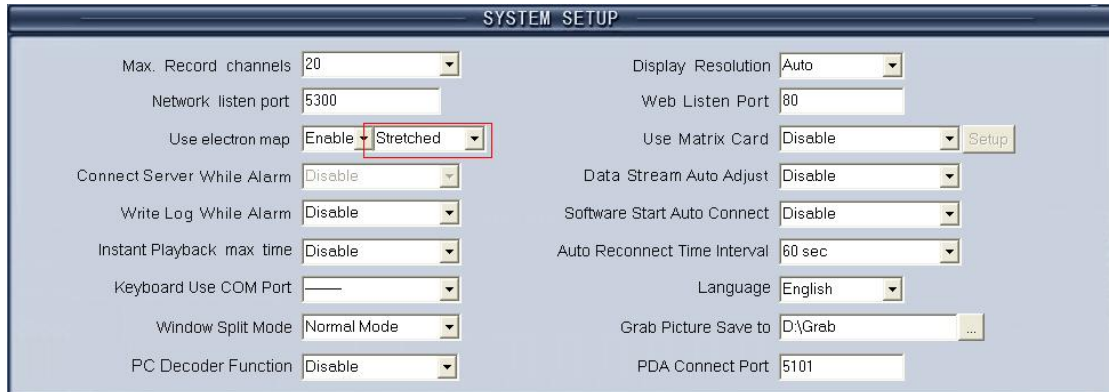 SYSTEM SETUP
Max. Record channels 20 Display Resolution Auto
Network listen port 5300 Web Listen Port 80
Use electron map Enable Stretched Use Matrix Card Disable Setup
Connect Server While Alarm Disable Data Stream Auto Adjust Disable
Write Log While Alarm Disable Software Start Auto Connect Disable
Instant Playback max time Disable Auto Reconnect Time Interval 60 sec
Keyboard Use COM Port —— Language English
Window Split Mode Normal Mode Grab Picture Save to D:\Grab ...
PC Decoder Function Disable PDA Connect Port 5101